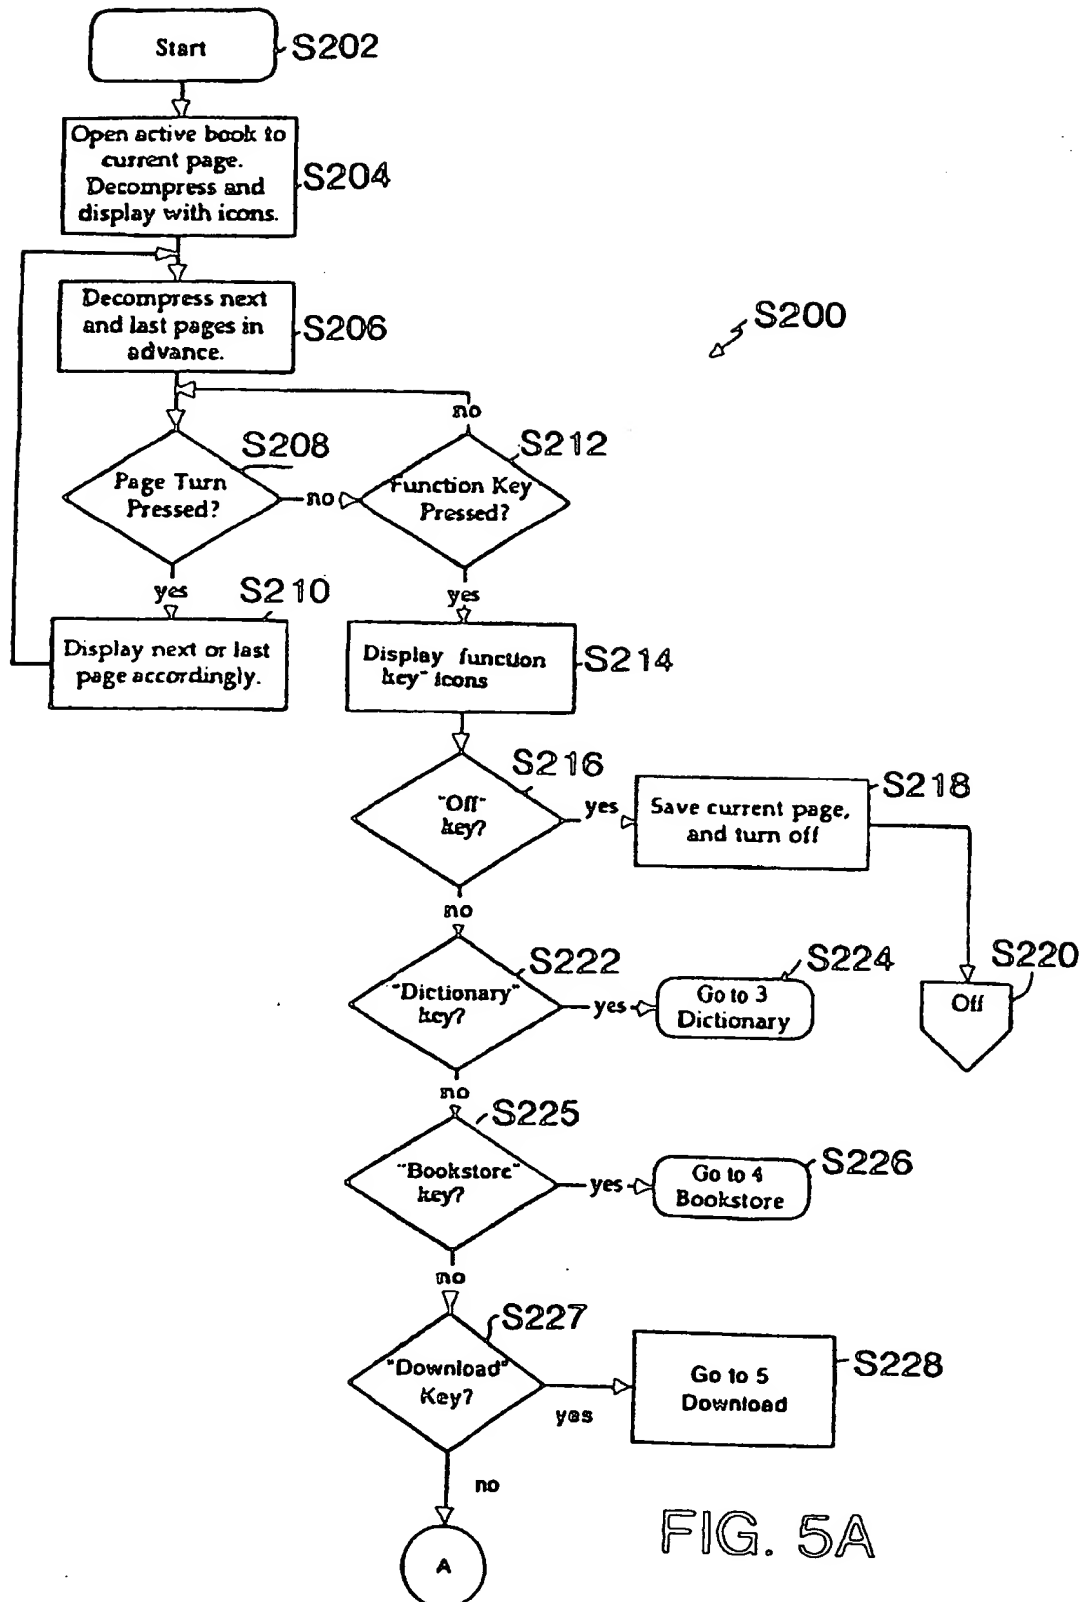 Start
S202
Open active book to
current page.
Decompress and
display with icons.
S204
Decompress next
and last pages in
advance.
S206
S200
no
S208
S212
Page Turn
Pressed?
no
Function Key
Pressed?
yes
S210
yes
Display next or last
page accordingly.
Display function
key" icons
S214
S216
"Off"
key?
yes
Save current page,
and turn off
S218
no
S222
"Dictionary"
key?
yes
Go to 3
Dictionary
S224
S220
Off
no
S225
"Bookstore"
key?
yes
Go to 4
Bookstore
S226
no
S227
"Download"
Key?
yes
Go to 5
Download
S228
no
A
FIG. 5A